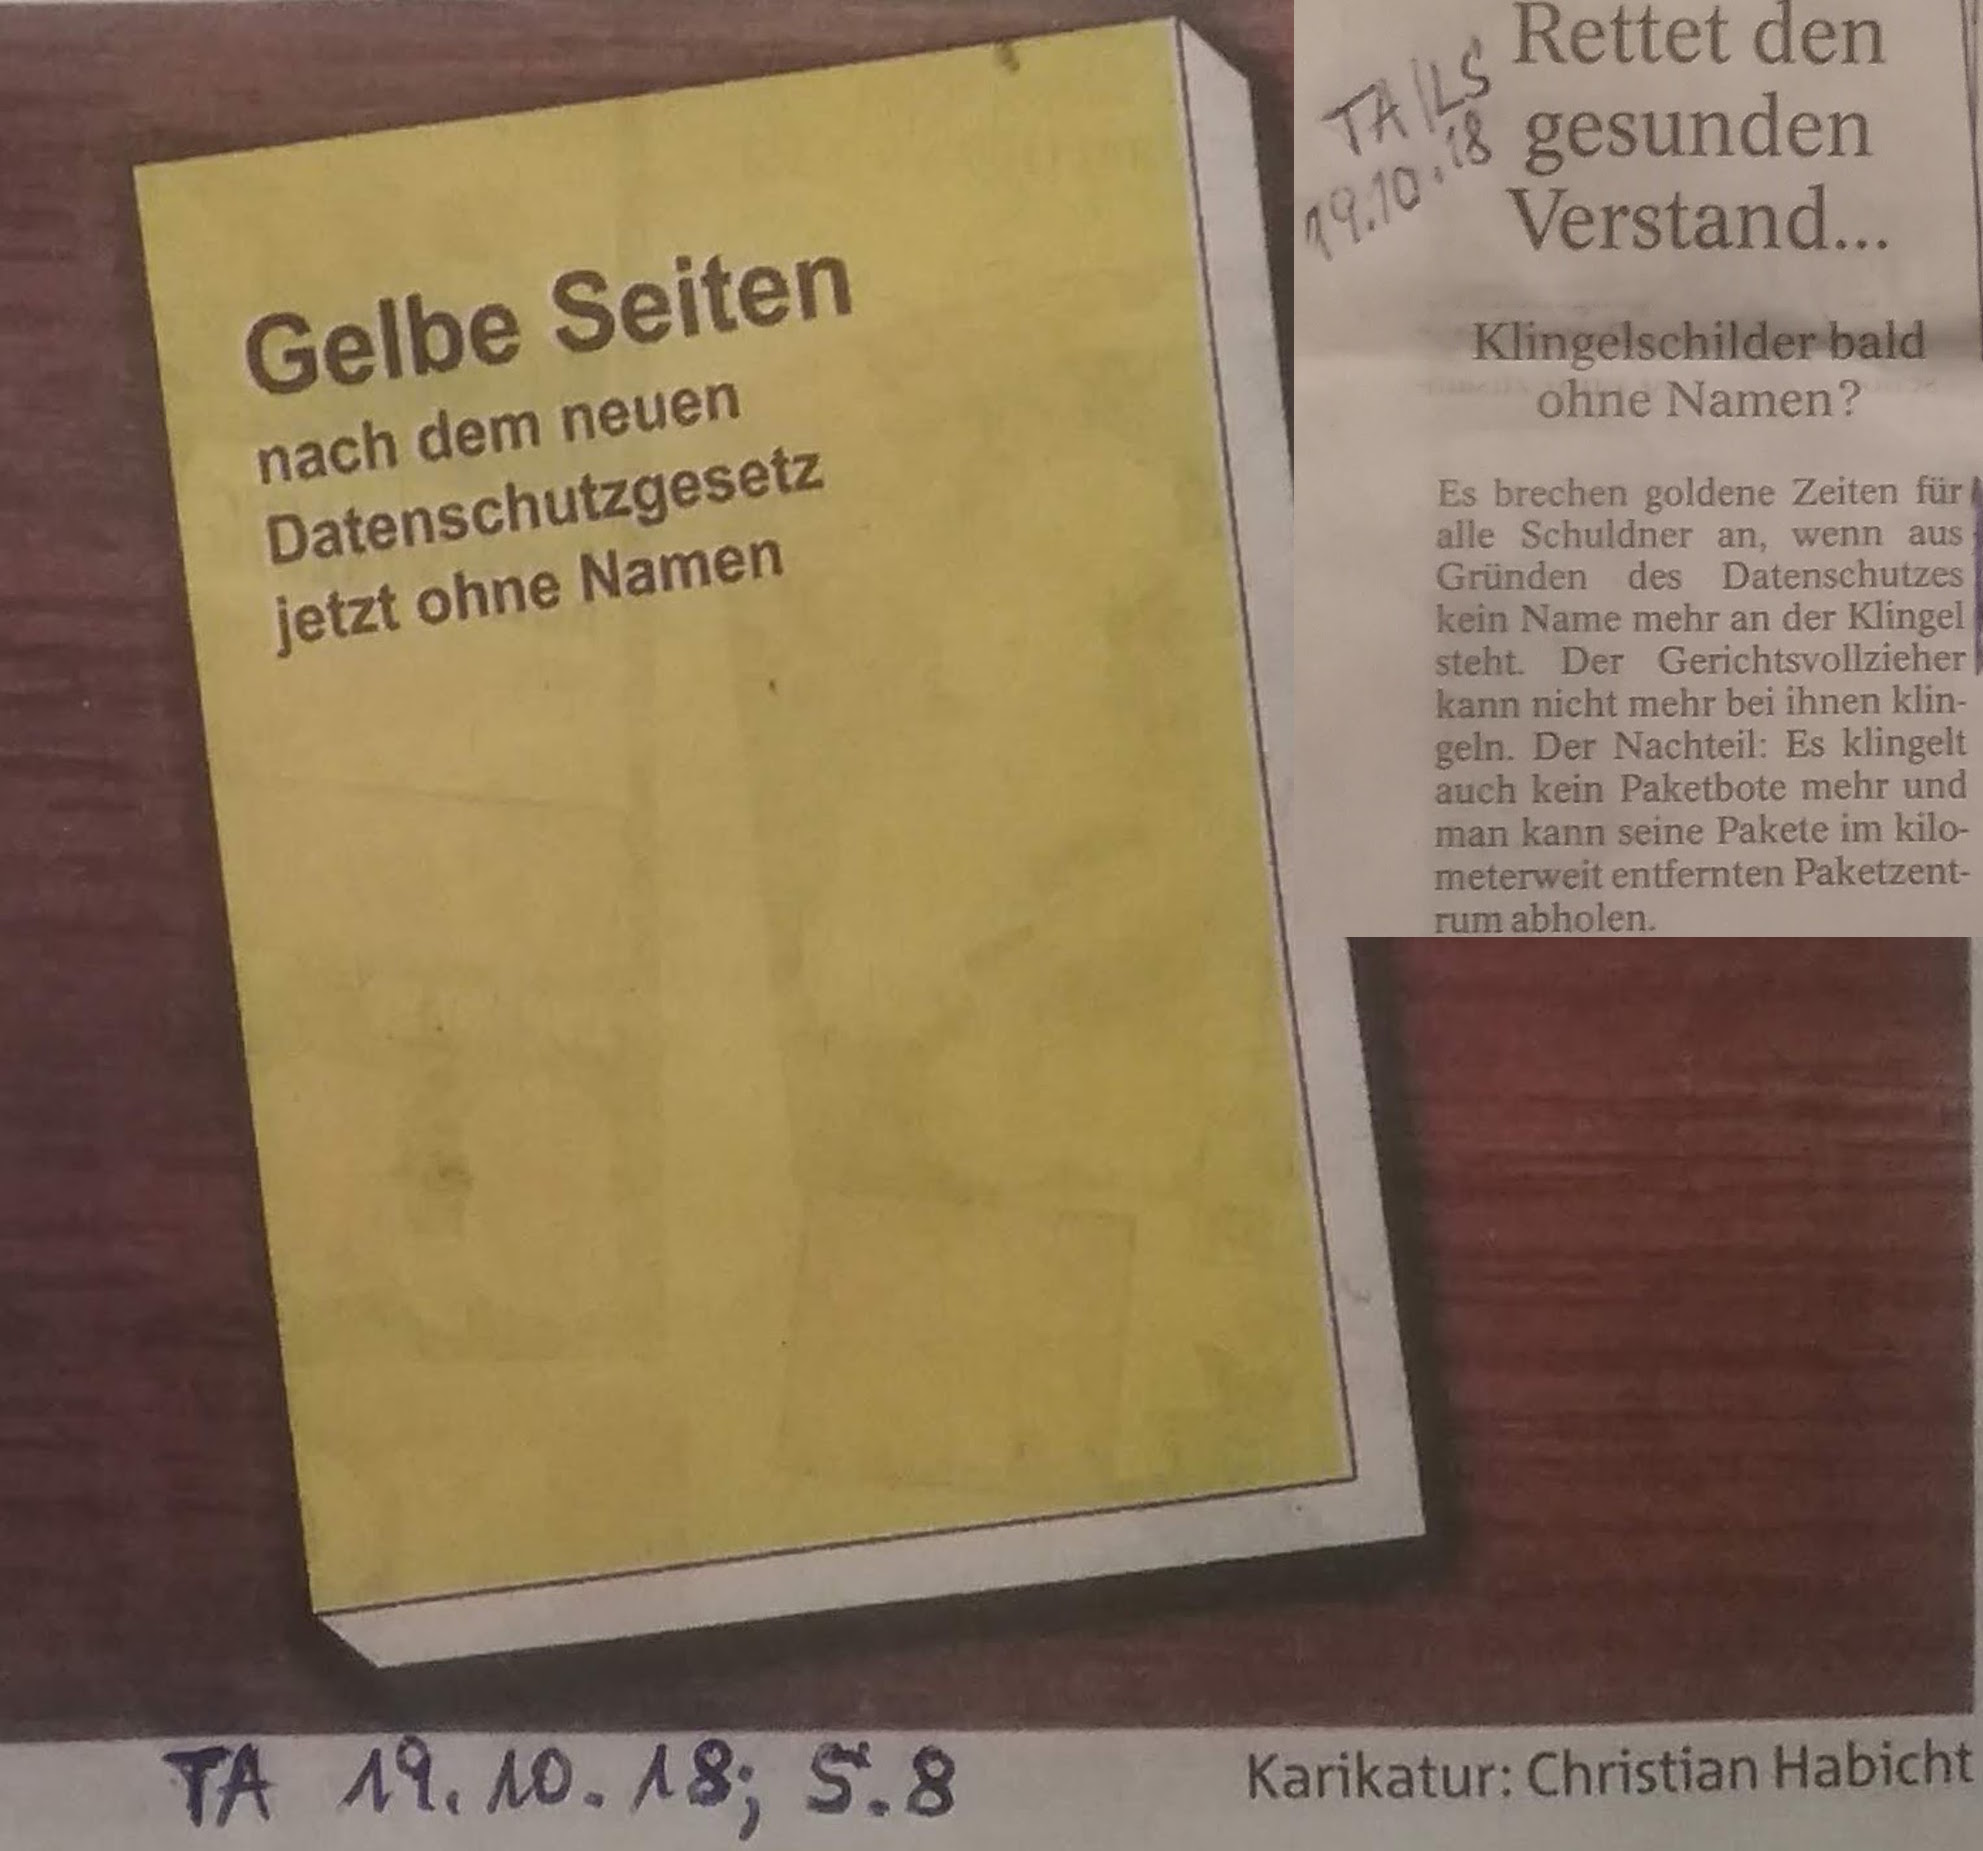 Gelbe Seiten
nach dem neuen
Datenschutzgesetz
jetzt ohne Namen
TA 19.10.18; S.8
Karikatur: Christian Habicht
TA/LS
19.10.18
Rettet den
gesunden
Verstand...
Klingelschilder bald
ohne Namen?
Es brechen goldene Zeiten für
alle Schuldner an, wenn aus
Gründen des Datenschutzes
kein Name mehr an der Klingel
steht. Der Gerichtsvollzieher
kann nicht mehr bei ihnen klin-
geln. Der Nachteil: Es klingelt
auch kein Paketbote mehr und
man kann seine Pakete im kilo-
meterweit entfernten Paketzent-
rum abholen.